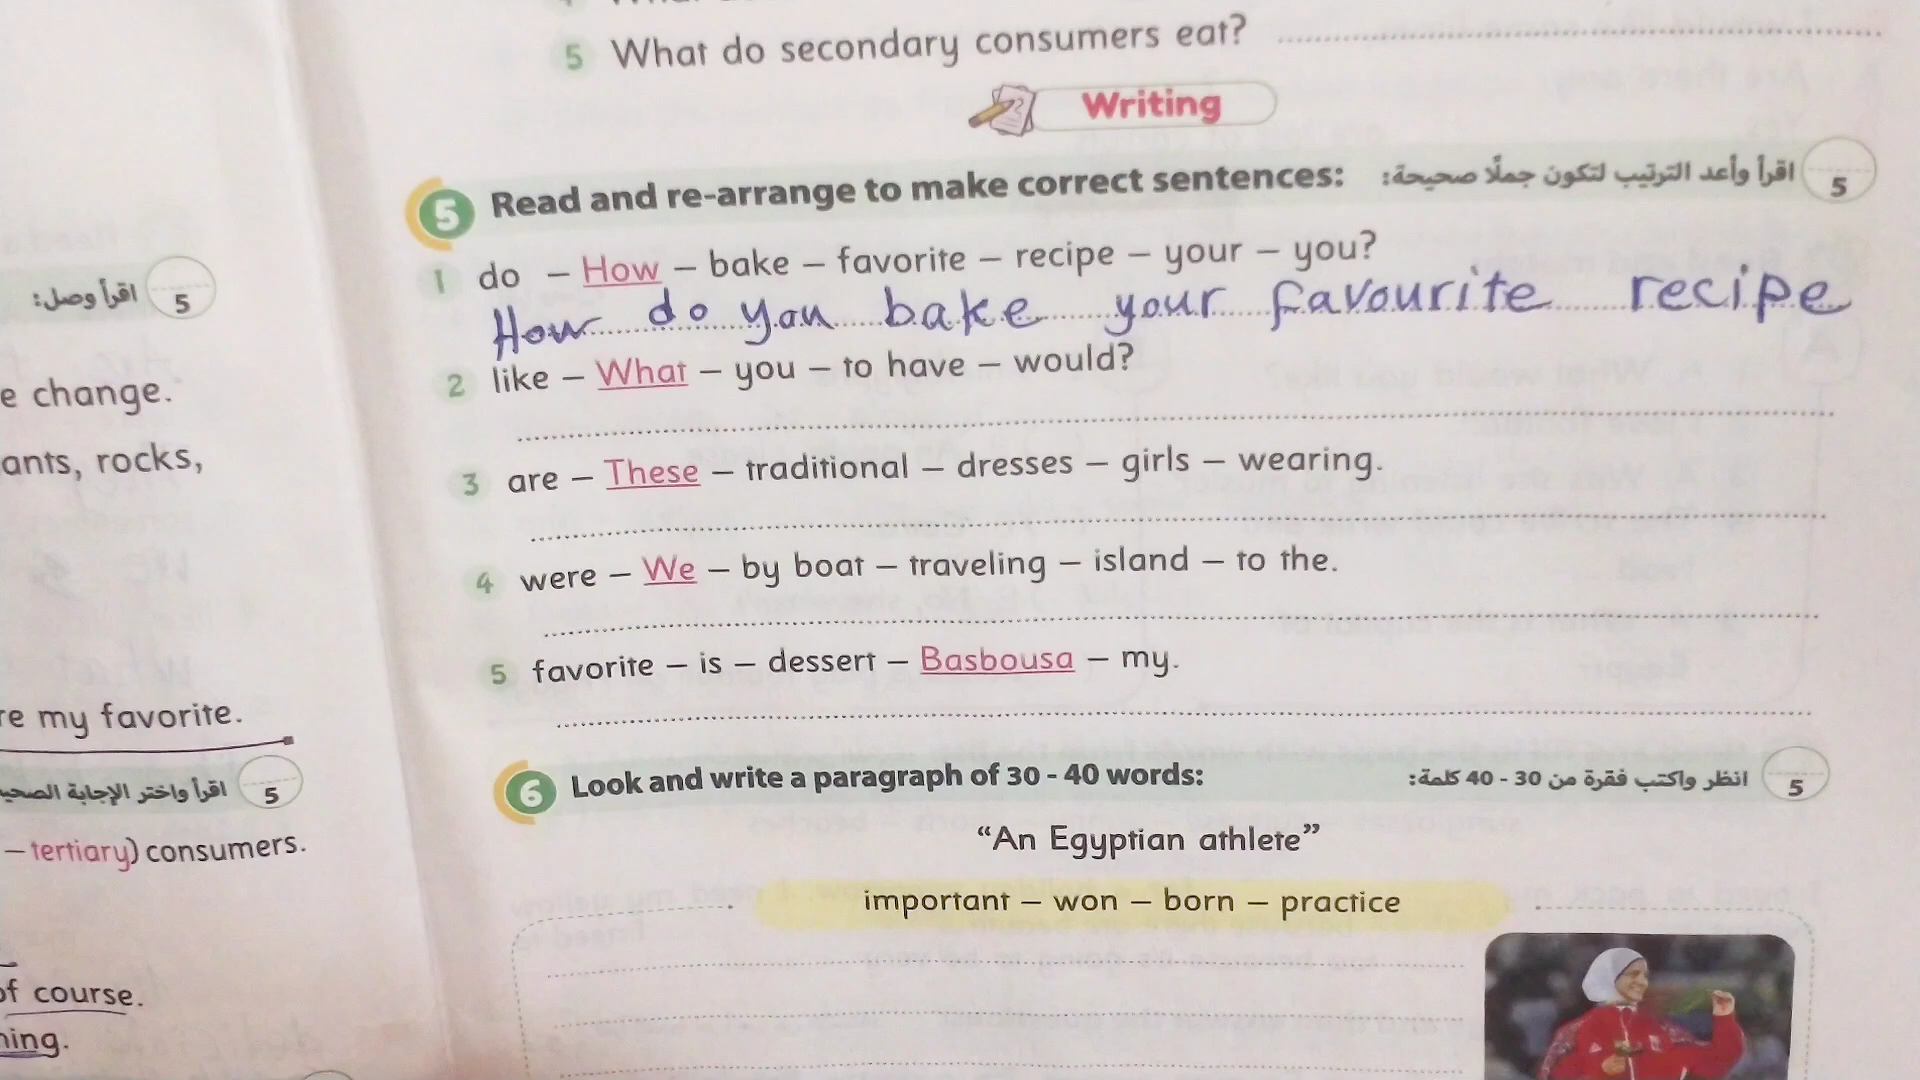 5 What do secondary consumers eat?
Writing
5 Read and re-arrange to make correct sentences: اقرأ وأعد الترتيب لتكون جملًا صحيحة: 5
1 do – How – bake – favorite – recipe – your – you?
How do you bake your favourite recipe
2 like – What – you – to have – would?
3 are – These – traditional – dresses – girls – wearing.
4 were – We – by boat – traveling – island – to the.
5 favorite – is – dessert – Basbousa – my.
6 Look and write a paragraph of 30 - 40 words: انظر واكتب فقرة من 30 - 40 كلمة: 5
“An Egyptian athlete”
important – won – born – practice
اقرأ وصل: 5
change.
rocks,
my favorite.
اقرأ واختر الإجابة 5
– tertiary) consumers.
course.